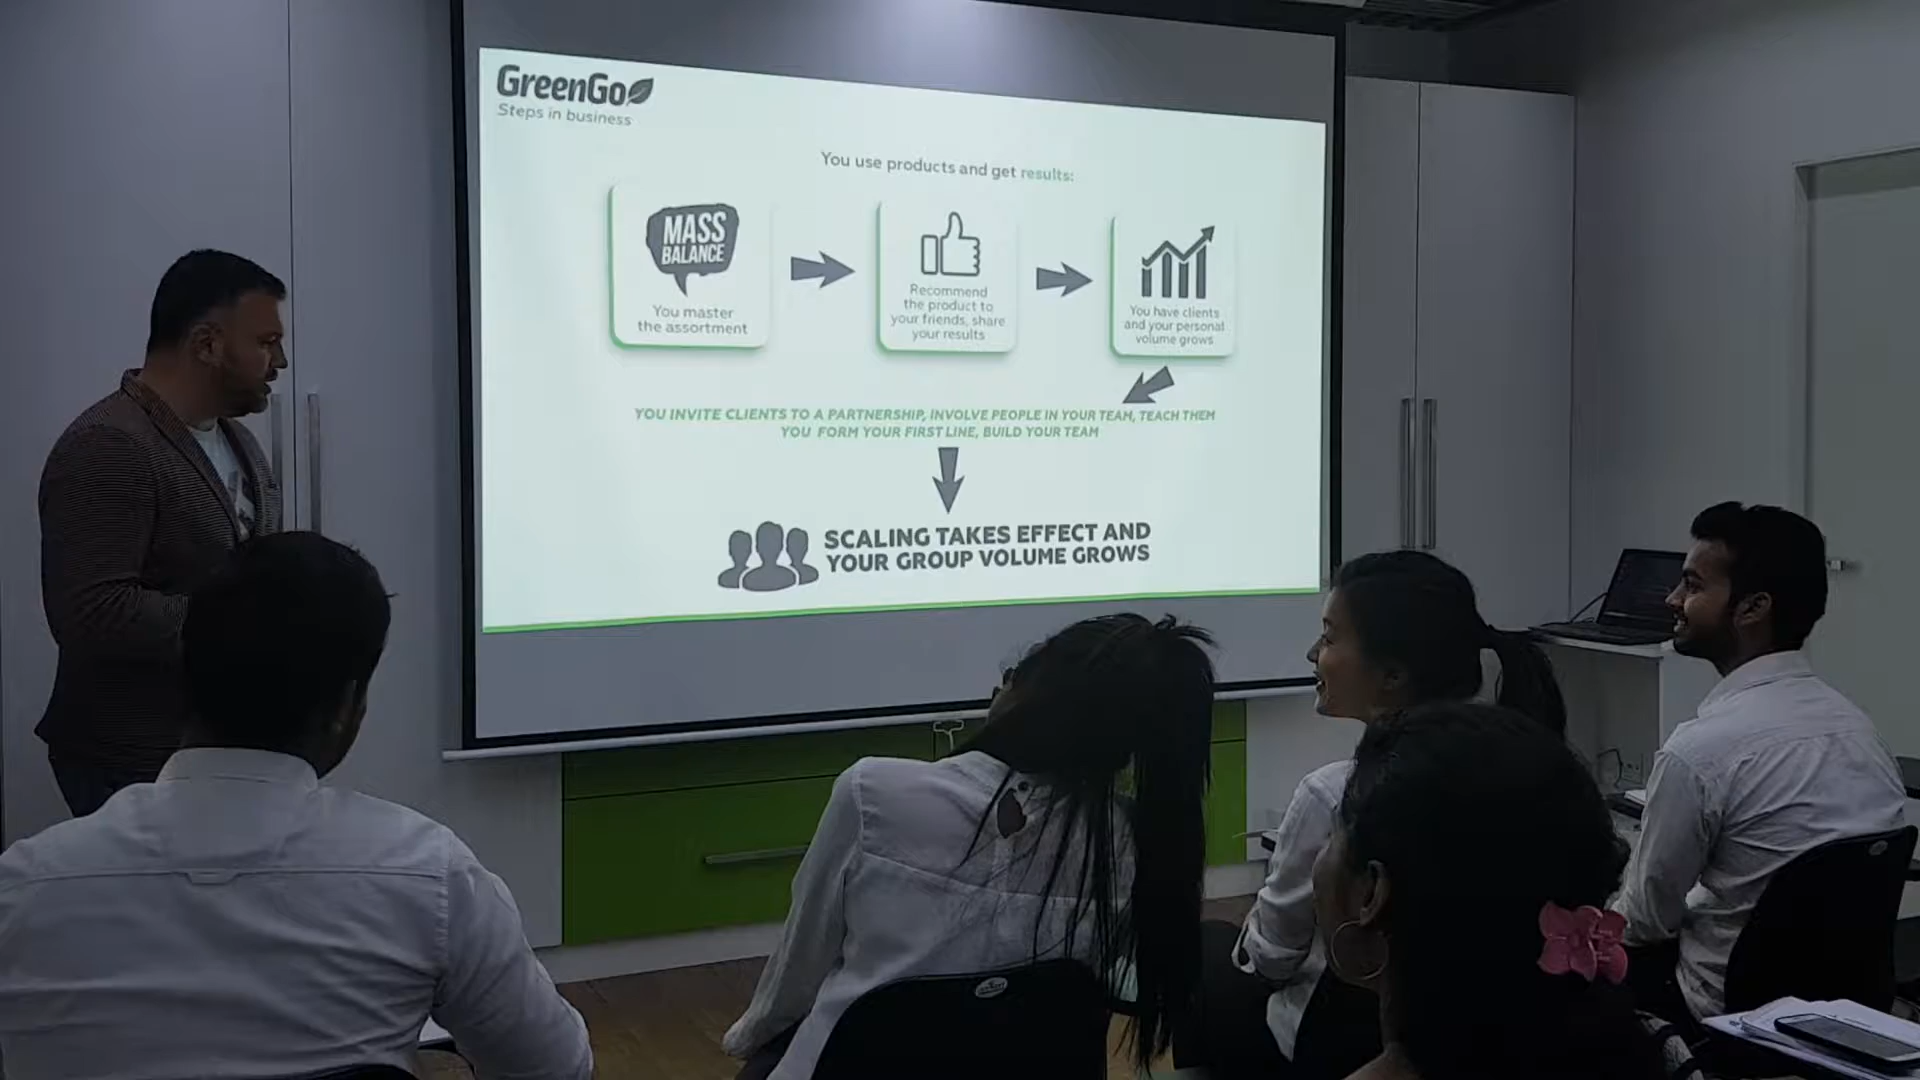 GreenGo
Steps in business
You use products and get results:
MASS
BALANCE
You master
the assortment
Recommend
the product to
your friends, share
your results
You have clients
and your personal
volume grows
YOU INVITE CLIENTS TO A PARTNERSHIP, INVOLVE PEOPLE IN YOUR TEAM, TEACH THEM
YOU FORM YOUR FIRST LINE, BUILD YOUR TEAM
SCALING TAKES EFFECT AND
YOUR GROUP VOLUME GROWS